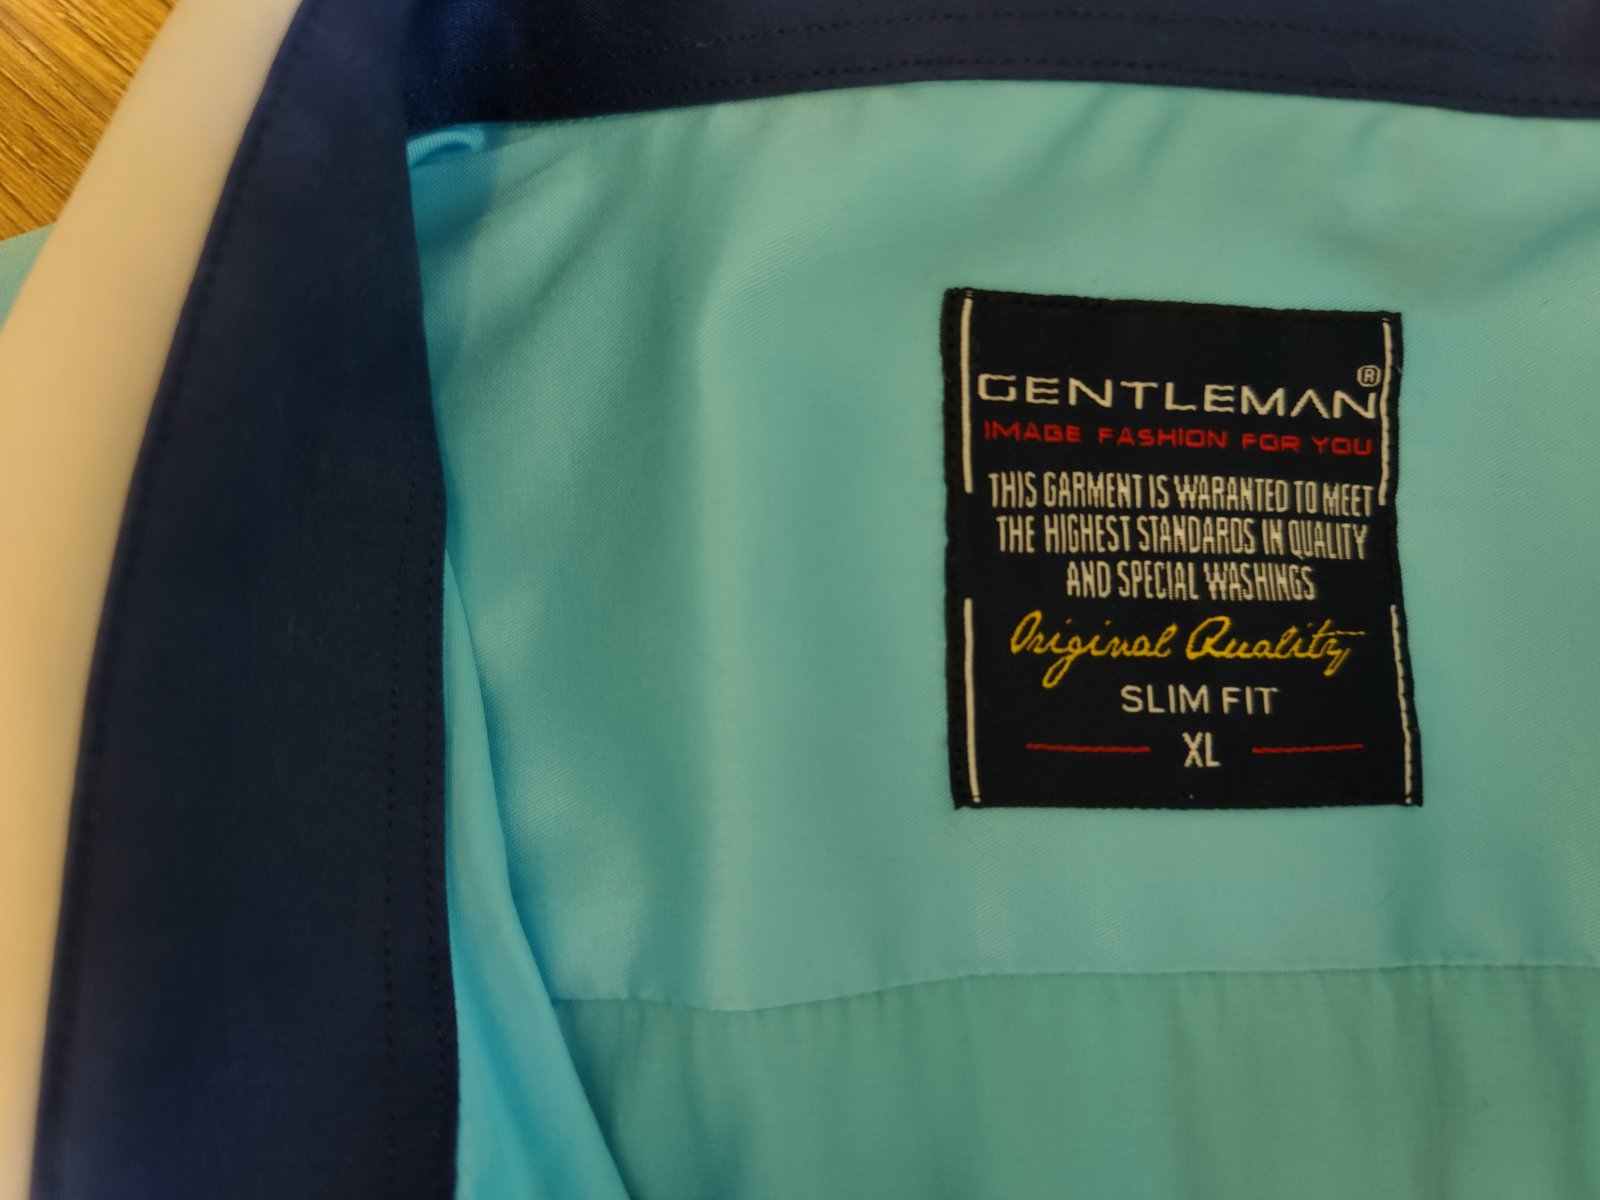 GENTLEMAN®
IMAGE FASHION FOR YOU
THIS GARMENT IS WARANTED TO MEET
THE HIGHEST STANDARDS IN QUALITY
AND SPECIAL WASHINGS
Original Quality
SLIM FIT
XL